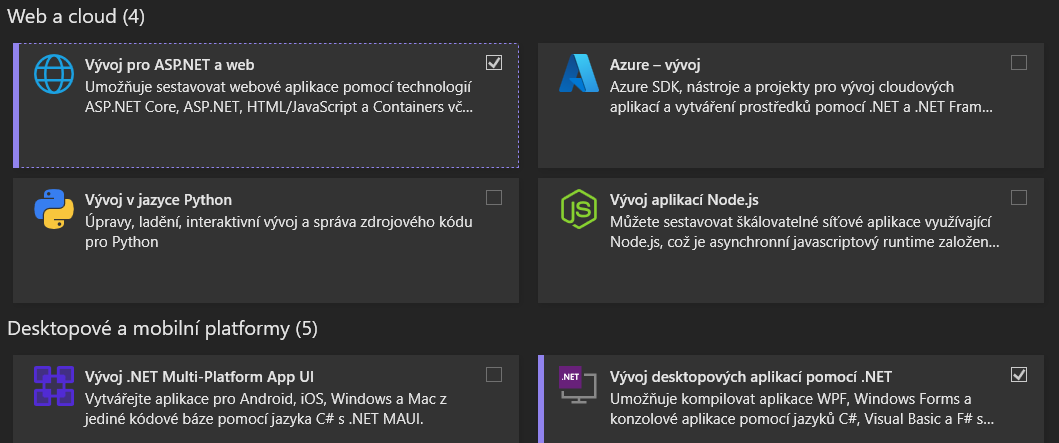 Web a cloud (4)
Vývoj pro ASP.NET a web
Umožňuje sestavovat webové aplikace pomocí technologií
ASP.NET Core, ASP.NET, HTML/JavaScript a Containers vč...
Azure – vývoj
Azure SDK, nástroje a projekty pro vývoj cloudových
aplikací a vytváření prostředků pomocí .NET a .NET Fram...
Vývoj v jazyce Python
Úpravy, ladění, interaktivní vývoj a správa zdrojového kódu
pro Python
JS
Vývoj aplikací Node.js
Můžete sestavovat škálovatelné síťové aplikace využívající
Node.js, což je asynchronní javascriptový runtime založen...
Desktopové a mobilní platformy (5)
Vývoj .NET Multi-Platform App UI
Vytvářejte aplikace pro Android, iOS, Windows a Mac z
jediné kódové báze pomocí jazyka C# s .NET MAUI.
.NET
Vývoj desktopových aplikací pomocí .NET
Umožňuje kompilovat aplikace WPF, Windows Forms a
konzolové aplikace pomocí jazyků C#, Visual Basic a F# s...